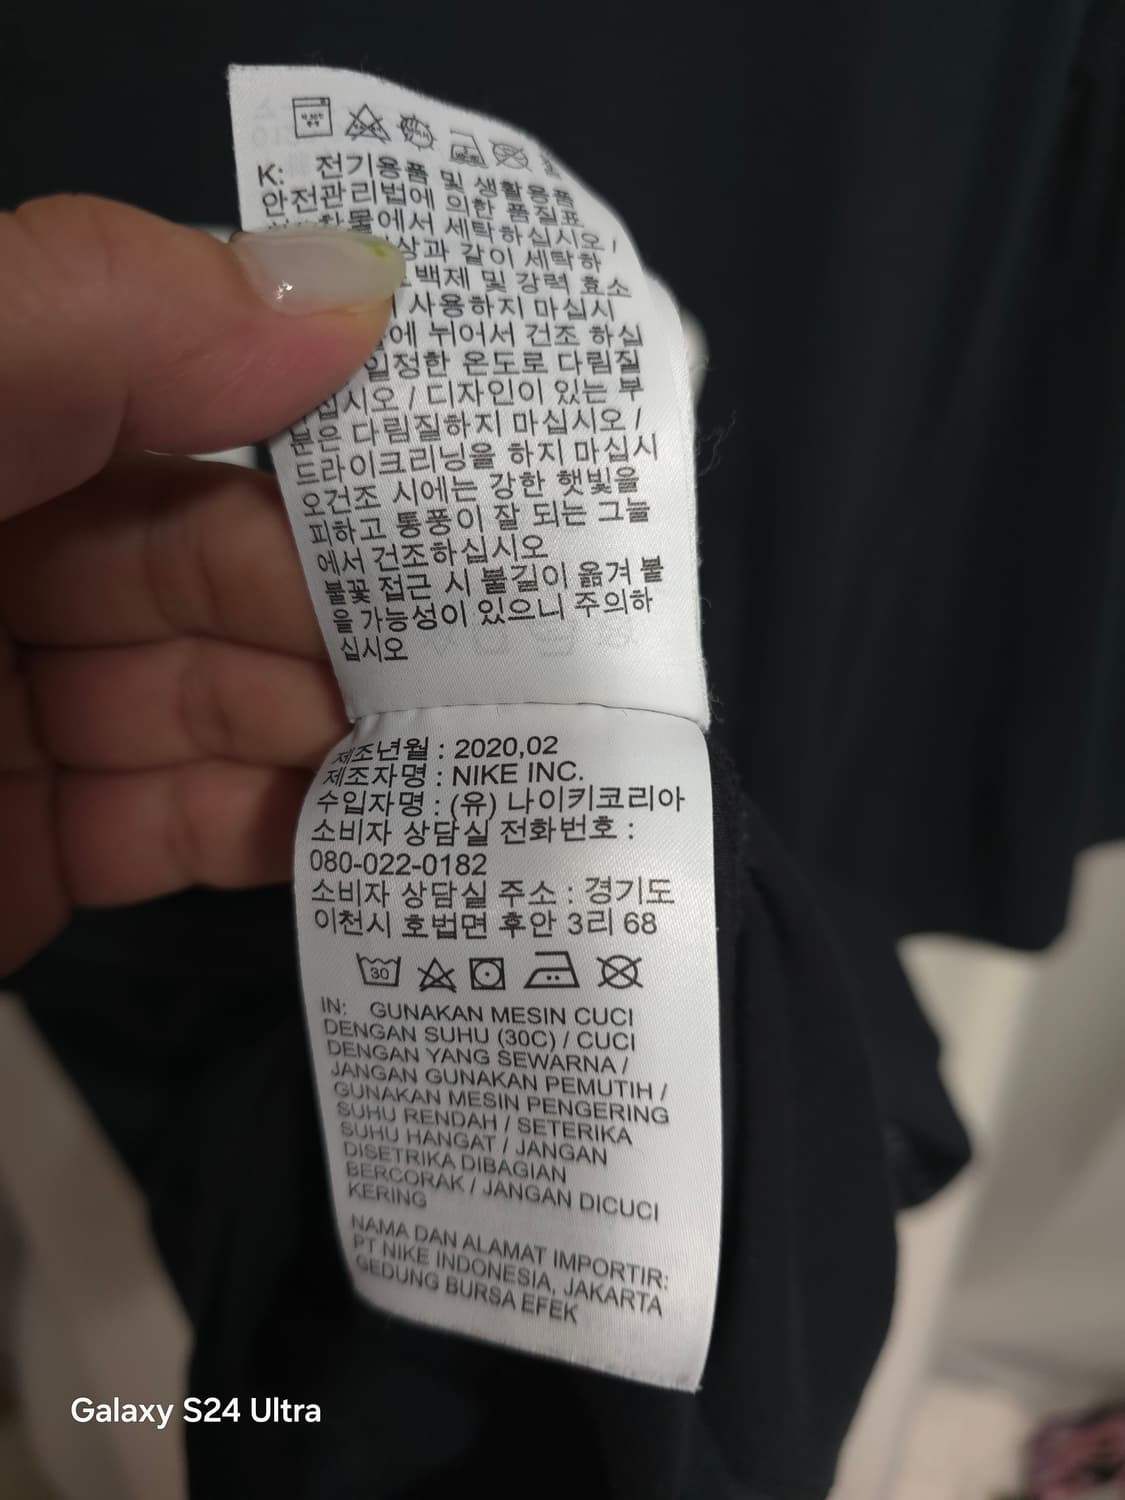 K: 전기용품 및 생활용품
안전관리법에 의한 품질표
물에서 세탁하십시오,
같이 세탁하
및 강력 효소
사용하지 마십시
뉘어서 건조 하십
일정한 온도로 다림질
십시오 / 디자인이 있는 부
분은 다림질하지 마십시오 /
드라이크리닝을 하지 마십시
오건조 시에는 강한 햇빛을
피하고 통풍이 잘 되는 그늘
에서 건조하십시오
불꽃 접근 시 불길이 옮겨 붙
을 가능성이 있으니 주의하
십시오
제조년월 : 2020,02
제조자명 : NIKE INC.
수입자명 : (유) 나이키코리아
소비자 상담실 전화번호 :
080-022-0182
소비자 상담실 주소 : 경기도
이천시 호법면 후안 3리 68
30
IN: GUNAKAN MESIN CUCI
DENGAN SUHU (30C) / CUCI
DENGAN YANG SEWARNA /
JANGAN GUNAKAN PEMUTIH /
GUNAKAN MESIN PENGERING
SUHU RENDAH / SETERIKA
SUHU HANGAT / JANGAN
DISETRIKA DIBAGIAN
BERCORAK / JANGAN DICUCI
KERING
NAMA DAN ALAMAT IMPORTIR:
PT NIKE INDONESIA, JAKARTA
GEDUNG BURSA EFEK
Galaxy S24 Ultra